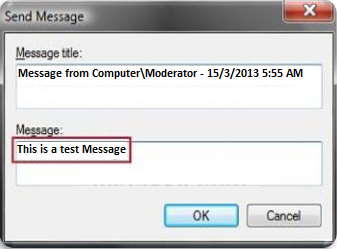 Send Message
Message title:
Message from Computer\Moderator - 15/3/2013 5:55 AM
Message:
This is a test Message
OK
Cancel